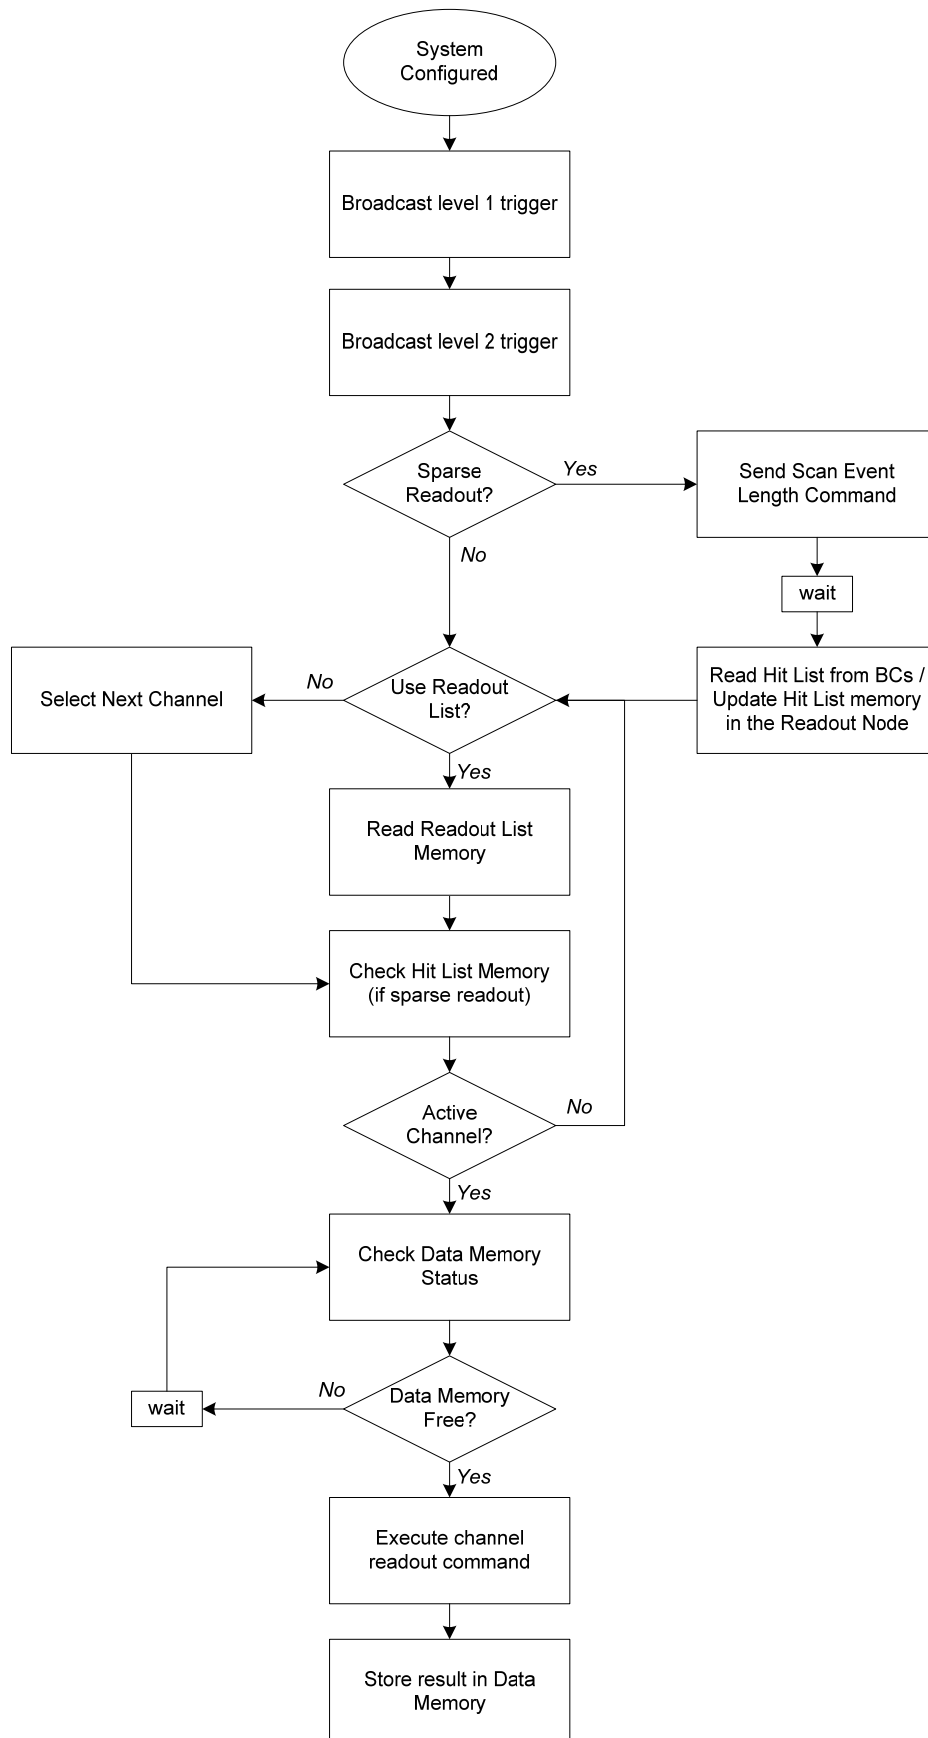 System
Configured
Broadcast level 1 trigger
Broadcast level 2 trigger
Sparse
Readout?
Yes
Send Scan Event
Length Command
No
wait
Select Next Channel
No
Use Readout
List?
Read Hit List from BCs /
Update Hit List memory
in the Readout Node
Yes
Read Readout List
Memory
Check Hit List Memory
(if sparse readout)
Active
Channel?
No
Yes
Check Data Memory
Status
wait
No
Data Memory
Free?
Yes
Execute channel
readout command
Store result in Data
Memory